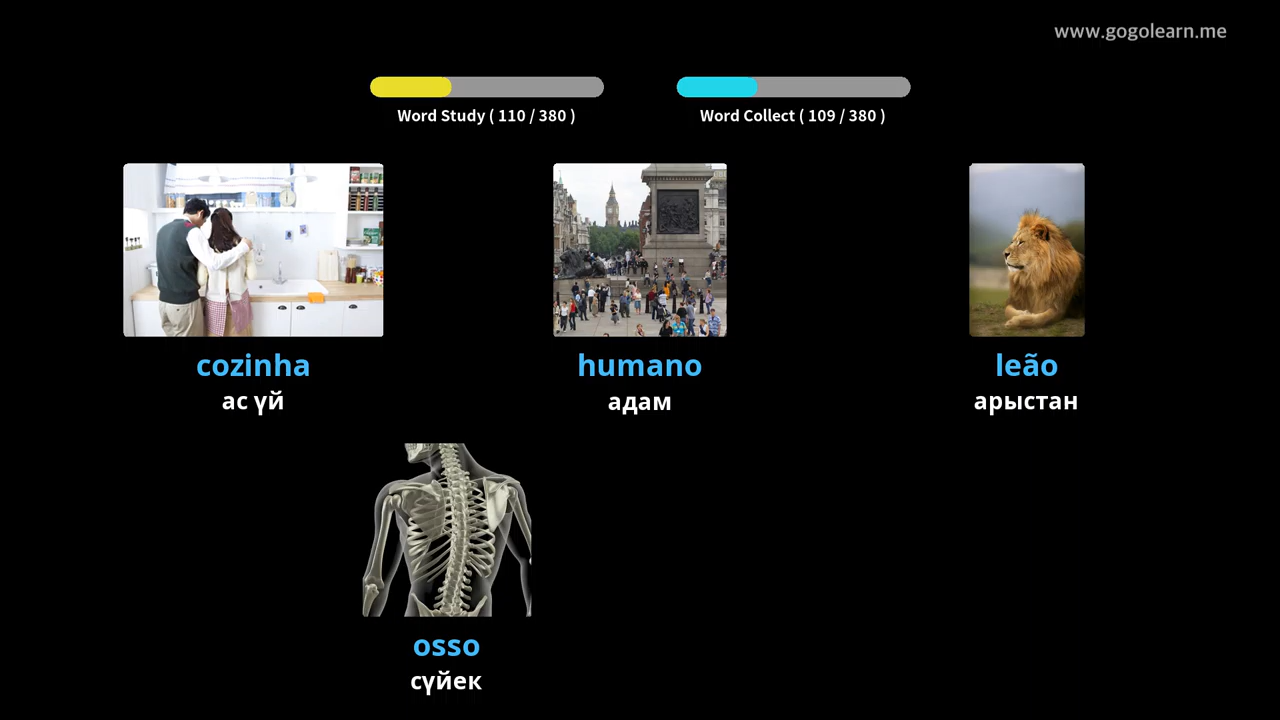 www.gogolearn.me
Word Study ( 110 / 380 )
Word Collect ( 109 / 380 )
cozinha
ас үй
humano
адам
leão
арыстан
osso
сүйек